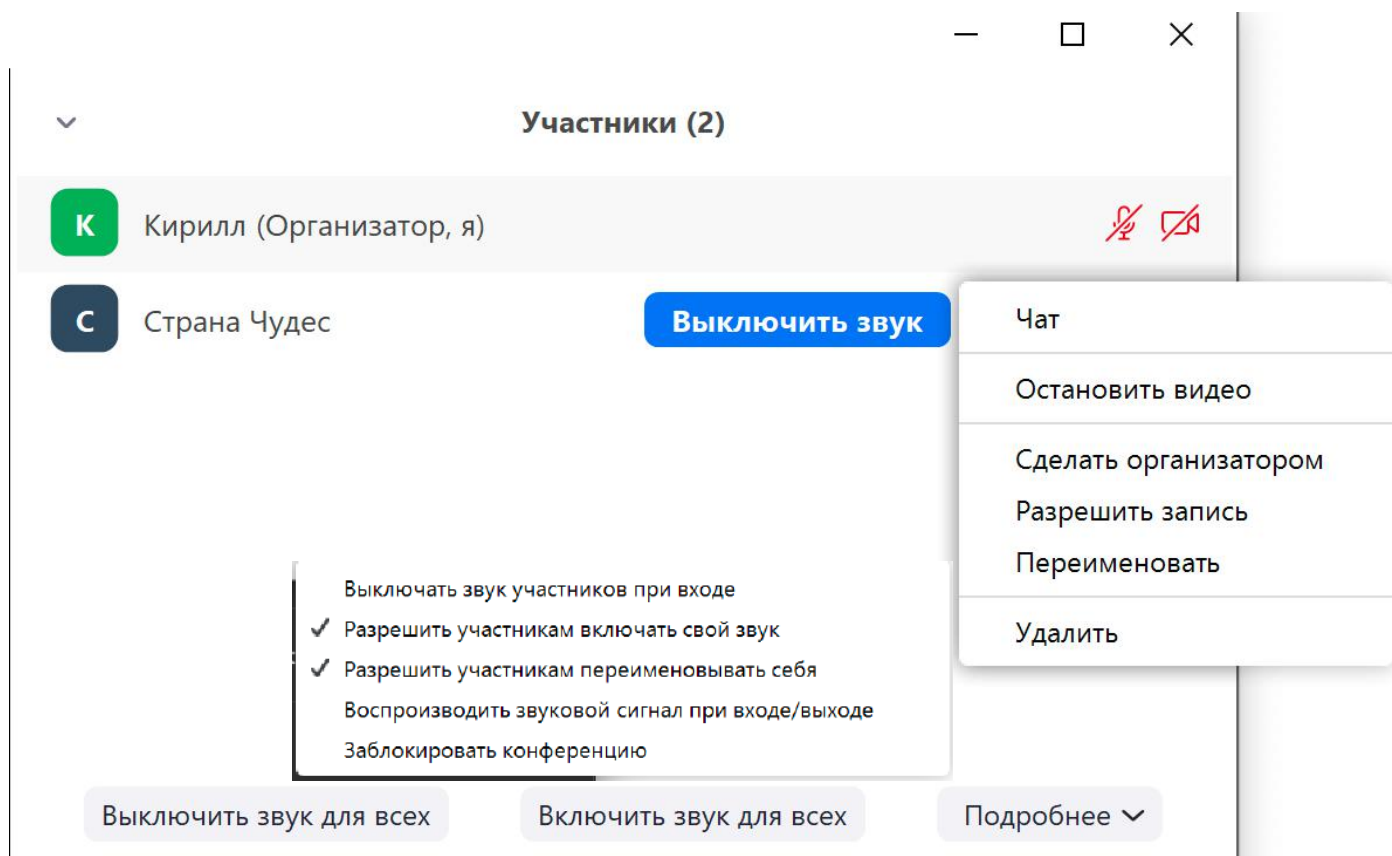 Участники (2)
К
Кирилл (Организатор, я)
С
Страна Чудес
Выключить звук
Чат
Остановить видео
Сделать организатором
Разрешить запись
Переименовать
Удалить
Выключать звук участников при входе
Разрешить участникам включать свой звук
Разрешить участникам переименовывать себя
Воспроизводить звуковой сигнал при входе/выходе
Заблокировать конференцию
Выключить звук для всех
Включить звук для всех
Подробнее